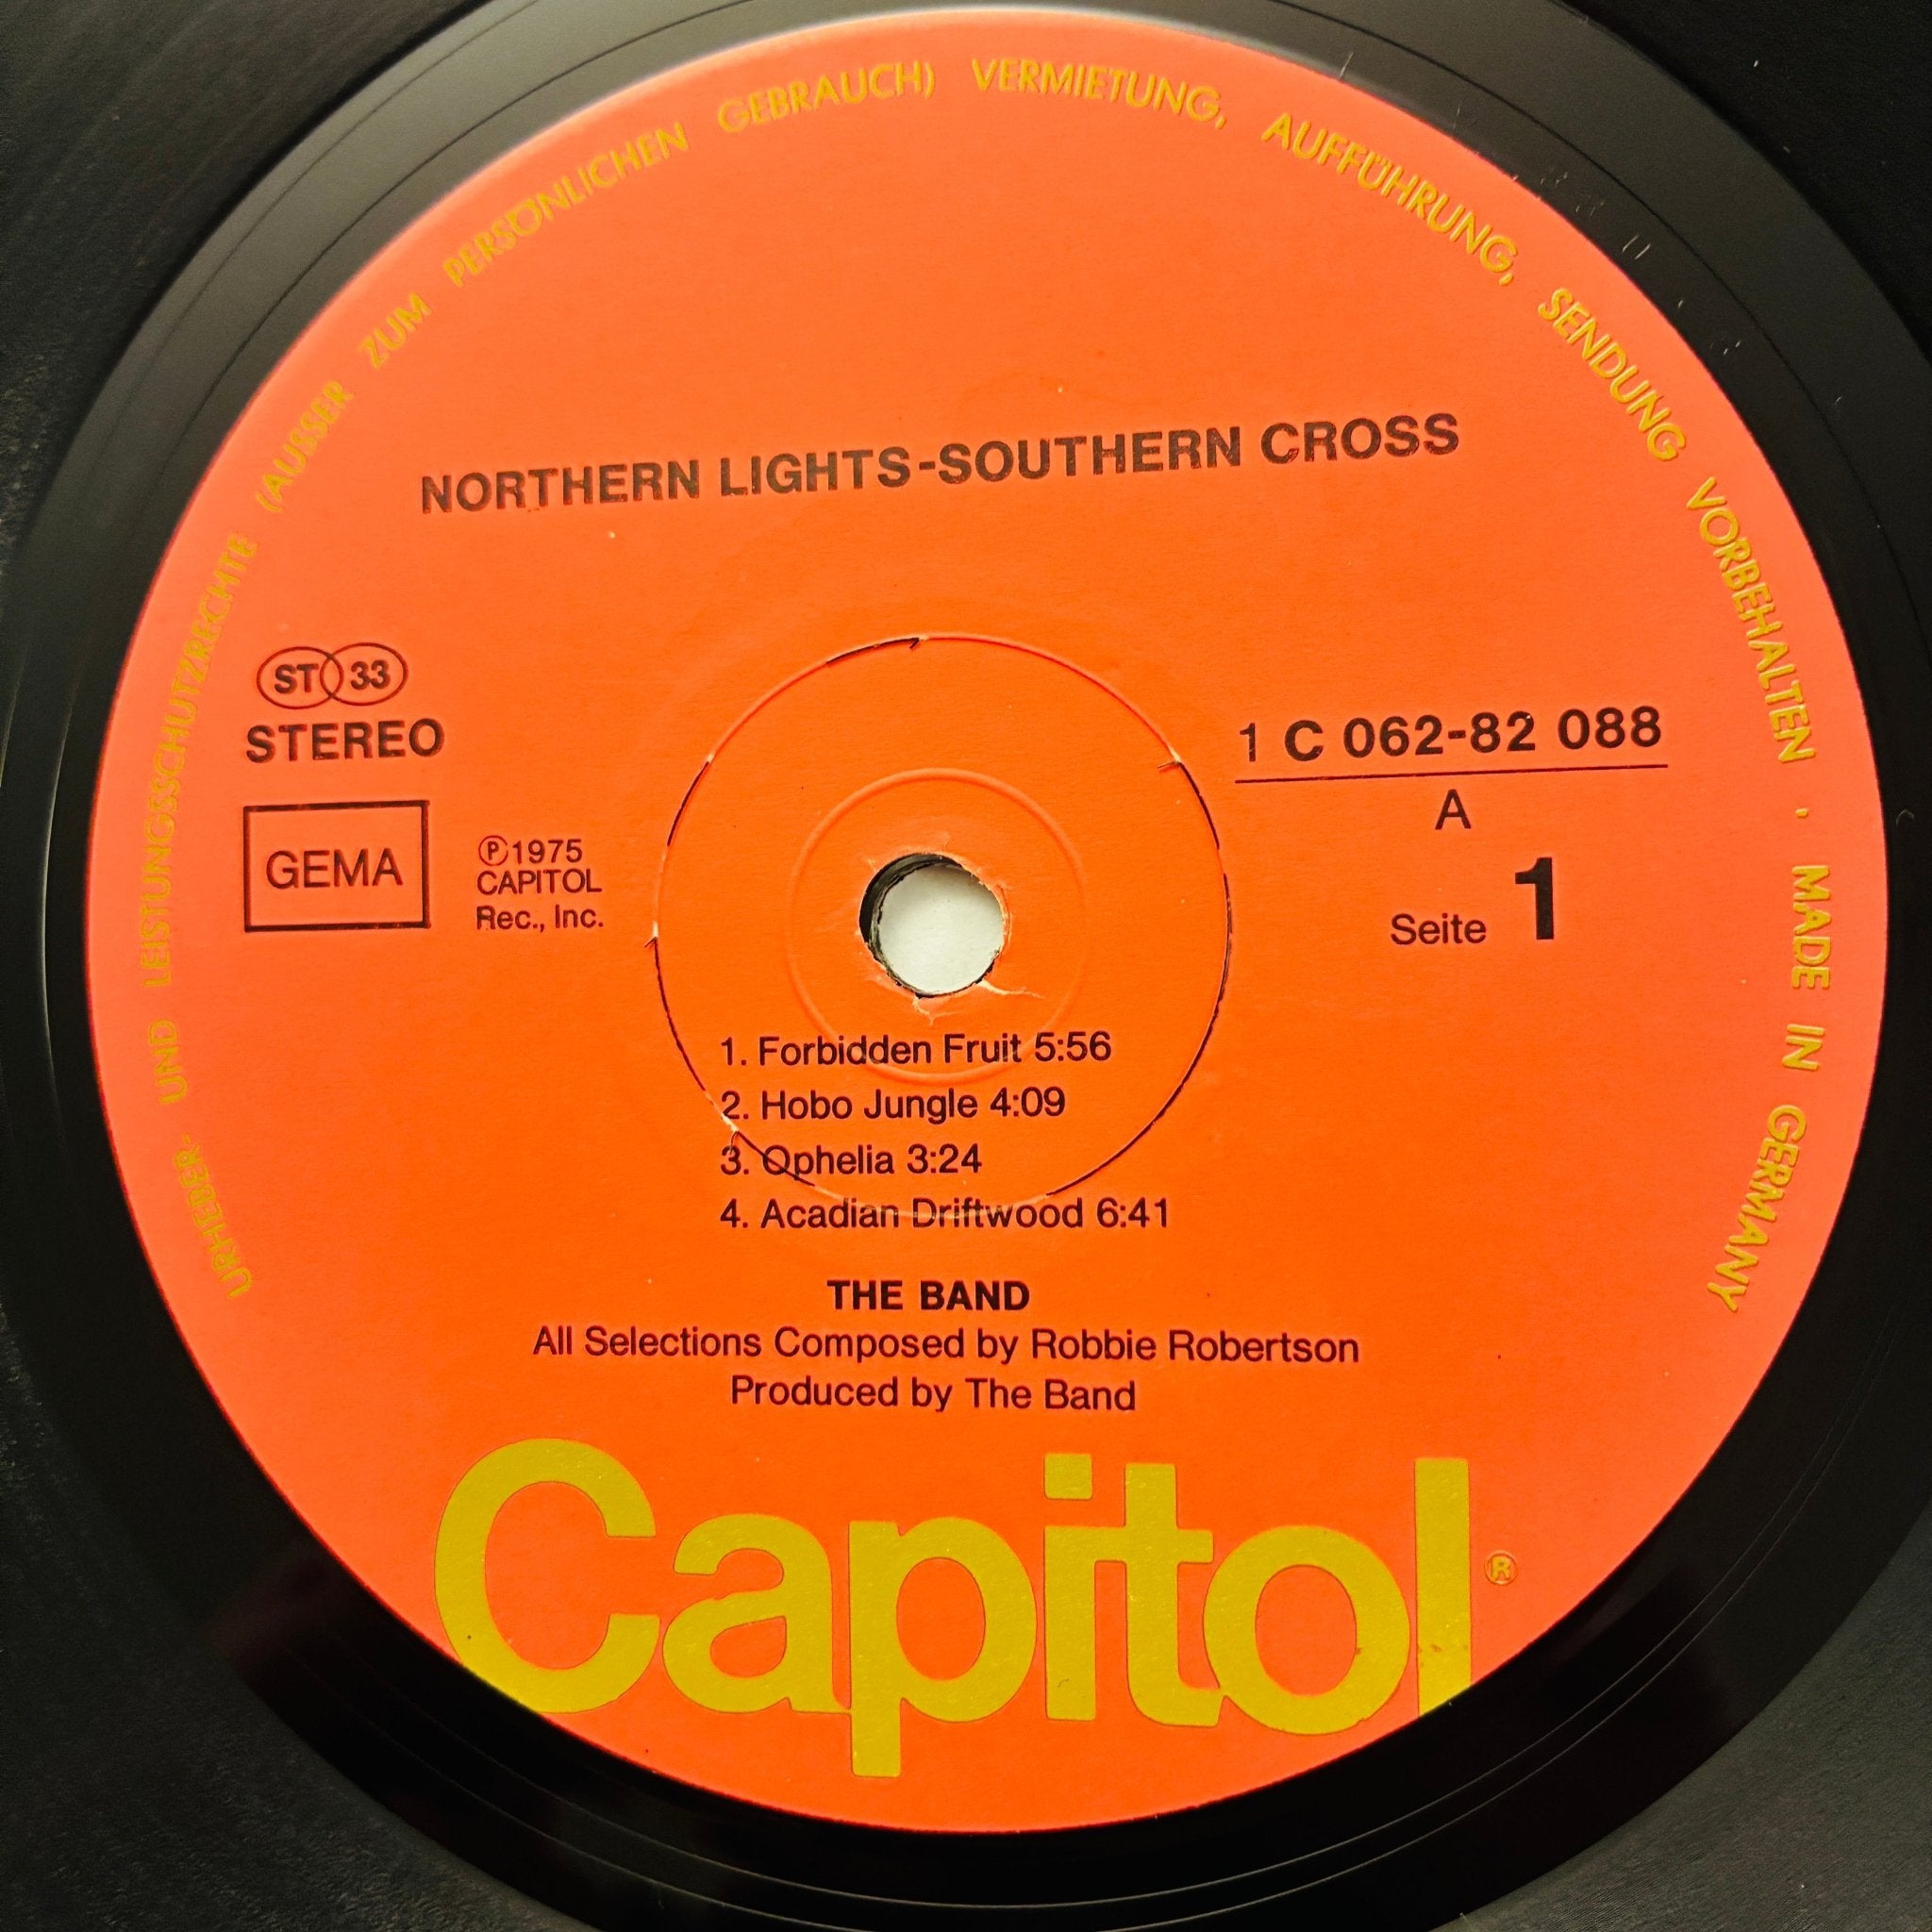 URHEBER- UND LEISTUNGSSCHUTZRECHTE (AUSSER ZUM PERSÖNLICHEN GEBRAUCH) VERMIETUNG, AUFFÜHRUNG, SENDUNG VORBEHALTEN · MADE IN GERMANY
NORTHERN LIGHTS-SOUTHERN CROSS
ST 33
STEREO
GEMA
Ⓟ1975
CAPITOL
Rec., Inc.
1 C 062-82 088
A
Seite 1
1. Forbidden Fruit 5:56
2. Hobo Jungle 4:09
3. Ophelia 3:24
4. Acadian Driftwood 6:41
THE BAND
All Selections Composed by Robbie Robertson
Produced by The Band
Capitol®